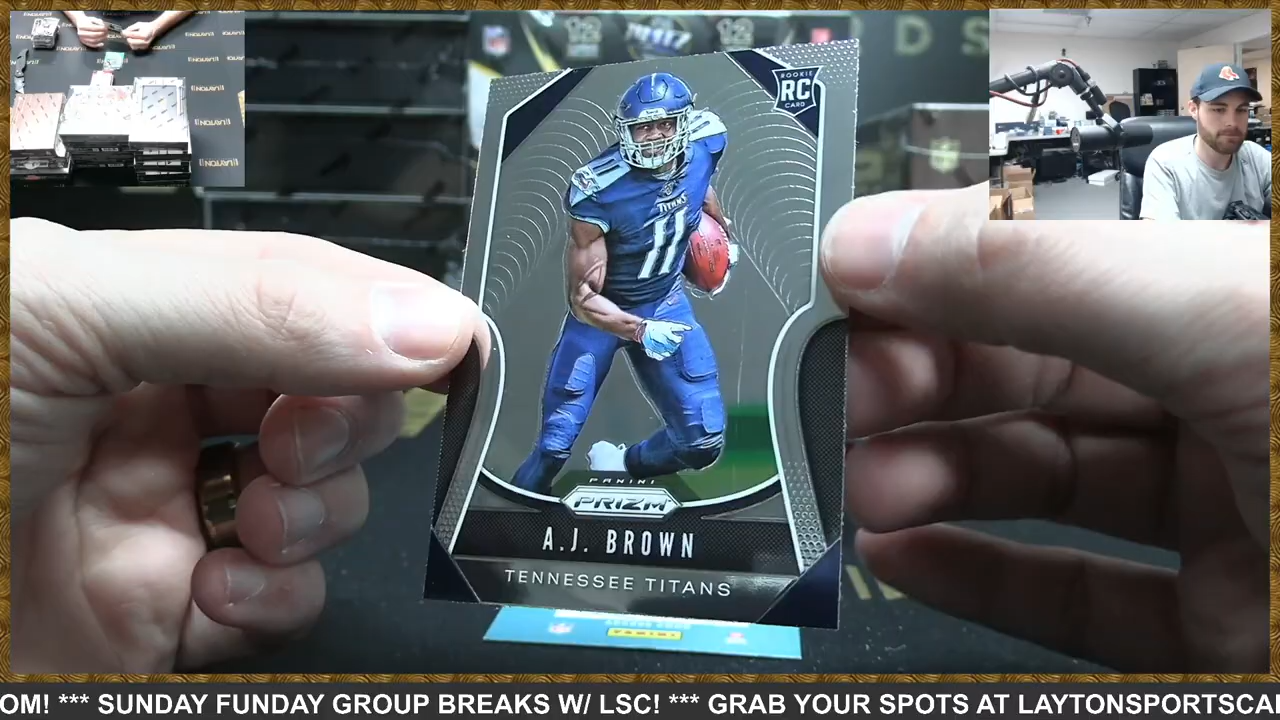 ROOKIE
RC
CARD
TITANS
11
11
PANINI
PRIZM
A.J. BROWN
TENNESSEE TITANS
PANINI
OM! *** SUNDAY FUNDAY GROUP BREAKS W/ LSC! *** GRAB YOUR SPOTS AT LAYTONSPORTSCA